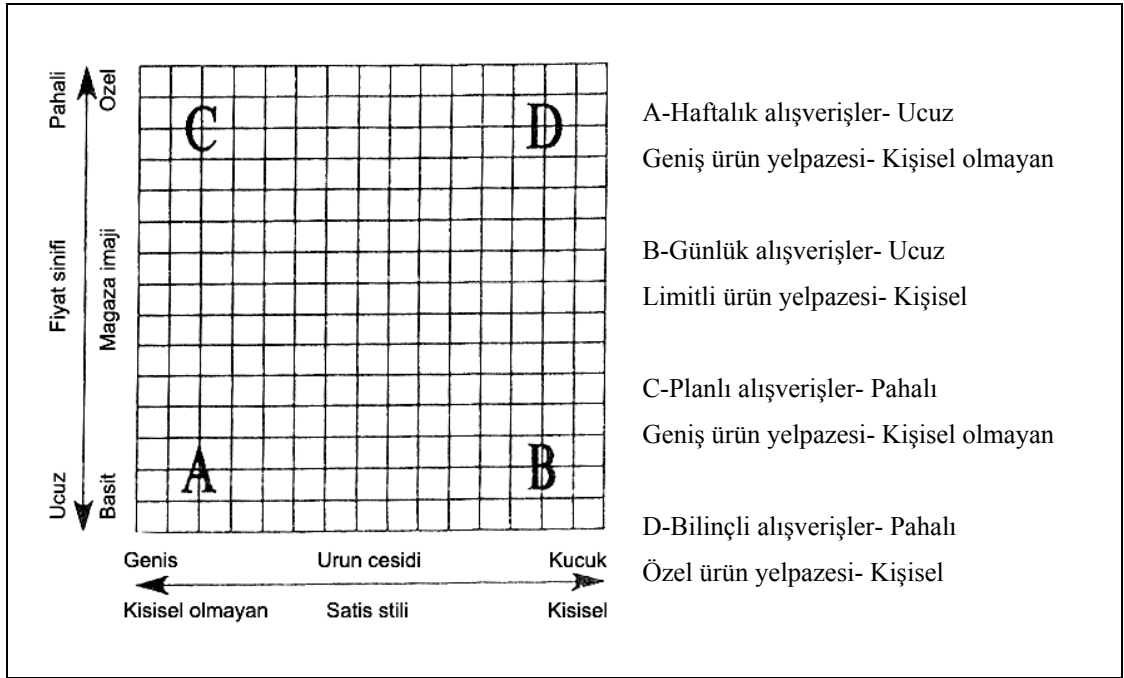 Pahali
Ozel
C
D
Fiyat sinifi
Magaza imaji
A
B
Ucuz
Basit
Genis Urun cesidi Kucuk
Kisisel olmayan Satis stili Kisisel
A-Haftalık alışverişler- Ucuz
Geniş ürün yelpazesi- Kişisel olmayan
B-Günlük alışverişler- Ucuz
Limitli ürün yelpazesi- Kişisel
C-Planlı alışverişler- Pahalı
Geniş ürün yelpazesi- Kişisel olmayan
D-Bilinçli alışverişler- Pahalı
Özel ürün yelpazesi- Kişisel